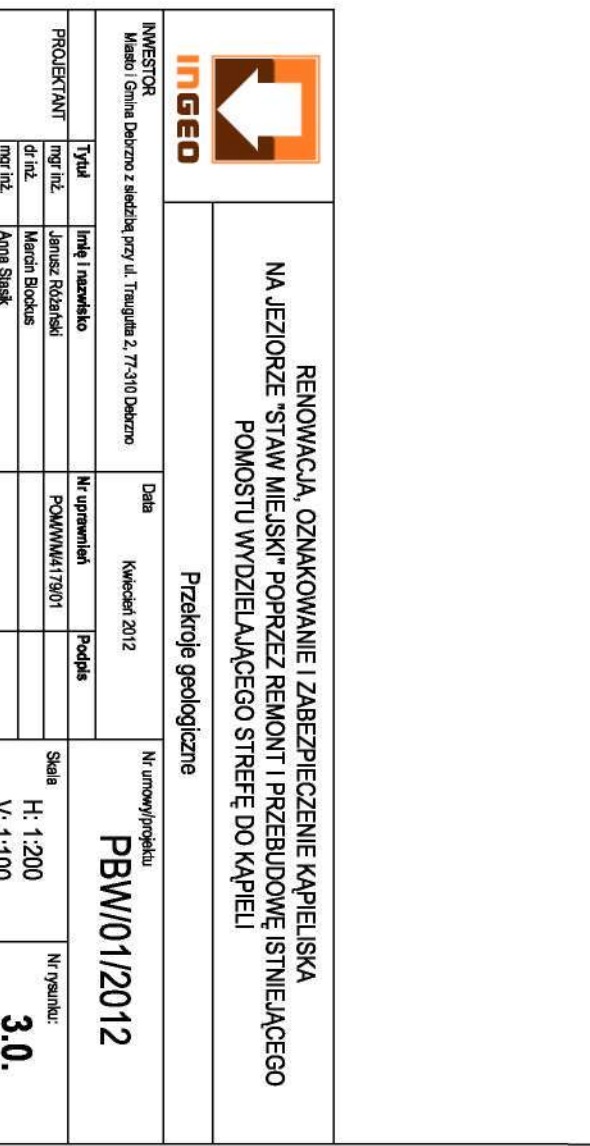 INGEO
RENOWACJA, OZNAKOWANIE I ZABEZPIECZENIE KĄPIELISKA
NA JEZIORZE "STAW MIEJSKI" POPRZEZ REMONT I PRZEBUDOWĘ ISTNIEJĄCEGO
POMOSTU WYDZIELAJĄCEGO STREFĘ DO KĄPIELI
Przekroje geologiczne
INWESTOR
Miasto i Gmina Debrzno z siedzibą przy ul. Traugutta 2, 77-310 Debrzno
Data
Kwiecień 2012
Nr umowy/projektu
PBW/01/2012
PROJEKTANT
Tytuł Imię i nazwisko Nr uprawnień Podpis
mgr inż. Janusz Różański POM/WM/4179/01
dr inż. Marcin Blockus
mgr inż. Anna Stasik
Skala
H: 1:200
V: 1:100
Nr rysunku:
3.0.